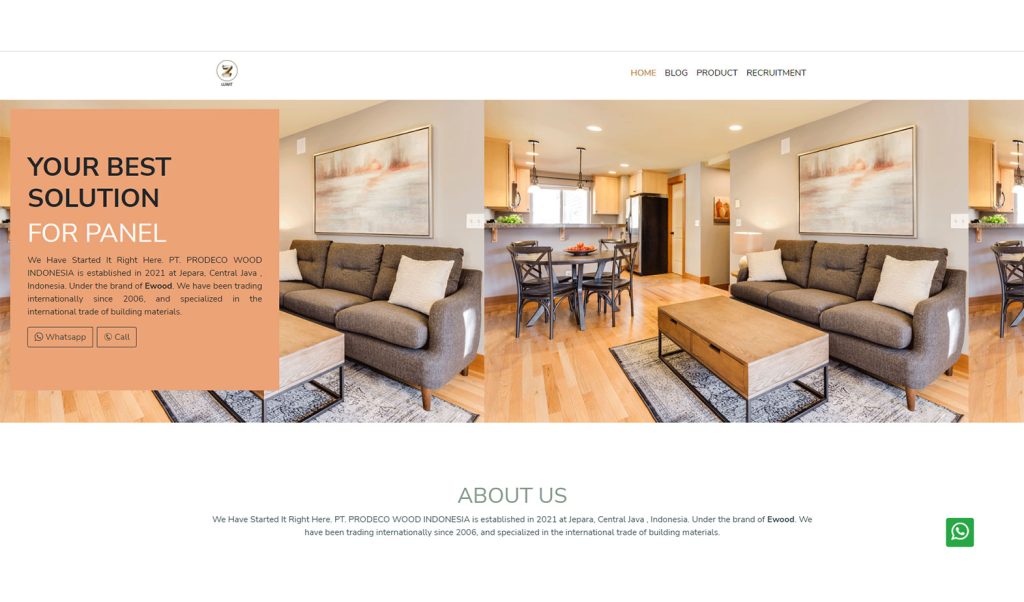 HOME BLOG PRODUCT RECRUITMENT
YOUR BEST
SOLUTION
FOR PANEL
We Have Started It Right Here. PT. PRODECO WOOD
INDONESIA is established in 2021 at Jepara, Central Java ,
Indonesia. Under the brand of Ewood. We have been trading
internationally since 2006, and specialized in the
international trade of building materials.
Whatsapp Call
ABOUT US
We Have Started It Right Here. PT. PRODECO WOOD INDONESIA is established in 2021 at Jepara, Central Java , Indonesia. Under the brand of Ewood. We
have been trading internationally since 2006, and specialized in the international trade of building materials.